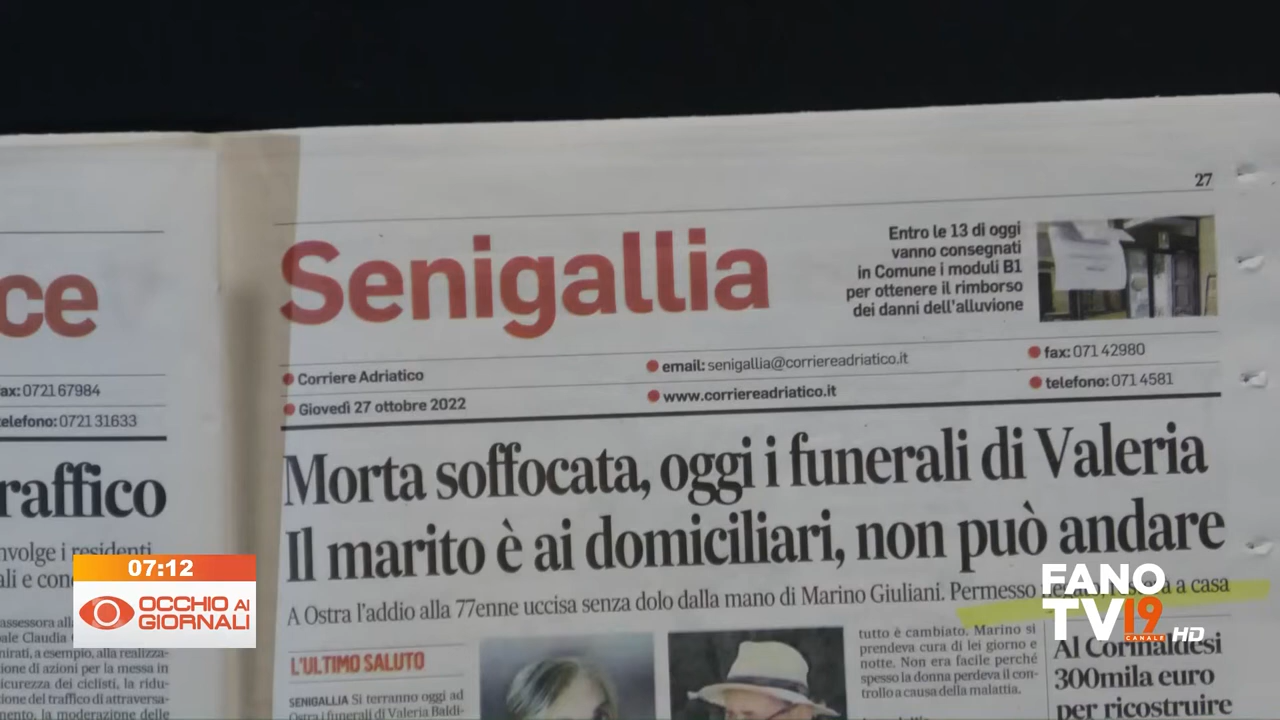 27
ce
ax: 0721 67984
elefono: 0721 31633
raffico
nvolge i residenti
ali e con
assessora all
ale Claudia
nirati, a esempio, alla realizza-
ione di azioni per la messa in
icurezza dei ciclisti, la ridu-
ione del traffico di attraversa-
mento, la moderazione delle
Senigallia
Entro le 13 di oggi
vanno consegnati
in Comune i moduli B1
per ottenere il rimborso
dei danni dell'alluvione
Corriere Adriatico
Giovedì 27 ottobre 2022
email: senigallia@corriereadriatico.it
www.corriereadriatico.it
fax: 071 42980
telefono: 071 4581
Morta soffocata, oggi i funerali di Valeria
Il marito è ai domiciliari, non può andare
A Ostra l'addio alla 77enne uccisa senza dolo dalla mano di Marino Giuliani. Permesso a casa
L'ULTIMO SALUTO
SENIGALLIA Si terranno oggi ad
Ostra i funerali di Valeria Baldi-
tutto è cambiato. Marino si
prendeva cura di lei giorno e
notte. Non era facile perché
spesso la donna perdeva il con-
trollo a causa della malattia.
Al Corinaldesi
300mila euro
per ricostruire
07:12
OCCHIO AI
GIORNALI
FANO
TV19
CANALE HD